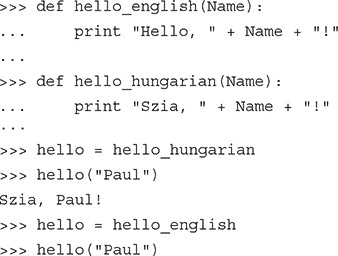 >>> def hello_english(Name):
...     print "Hello, " + Name + "!"
...
>>> def hello_hungarian(Name):
...     print "Szia, " + Name + "!"
...
>>> hello = hello_hungarian
>>> hello("Paul")
Szia, Paul!
>>> hello = hello_english
>>> hello("Paul")